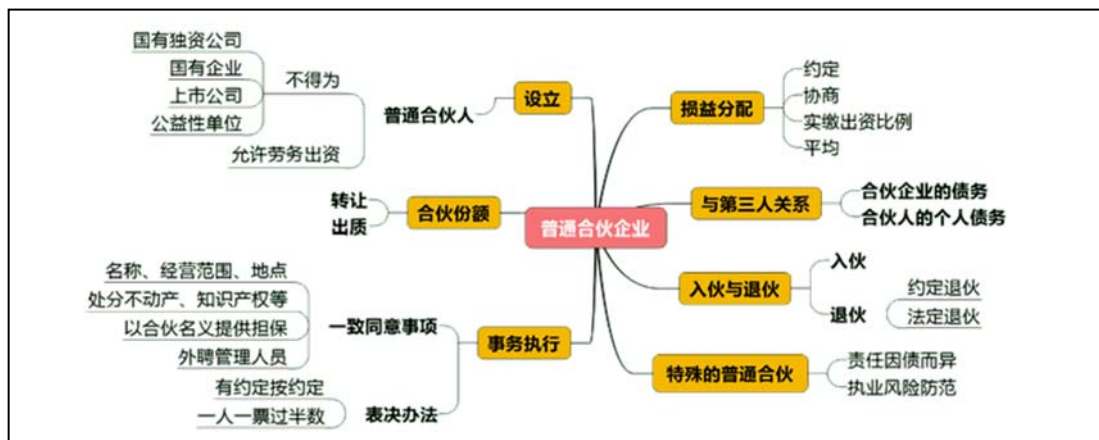 普通合伙企业
设立
普通合伙人
不得为
国有独资公司
国有企业
上市公司
公益性单位
允许劳务出资
合伙份额
转让
出质
事务执行
一致同意事项
名称、经营范围、地点
处分不动产、知识产权等
以合伙名义提供担保
外聘管理人员
表决办法
有约定按约定
一人一票过半数
损益分配
约定
协商
实缴出资比例
平均
与第三人关系
合伙企业的债务
合伙人的个人债务
入伙与退伙
入伙
退伙
约定退伙
法定退伙
特殊的普通合伙
责任因债而异
执业风险防范